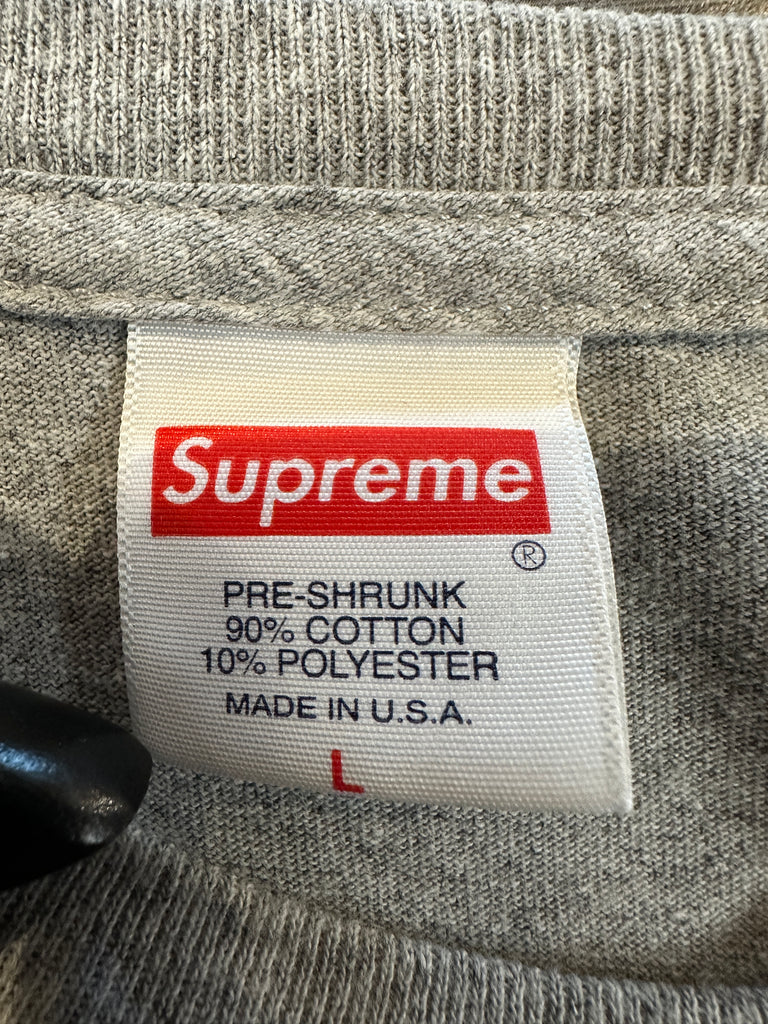 Supreme
®
PRE-SHRUNK
90% COTTON
10% POLYESTER
MADE IN U.S.A.
L